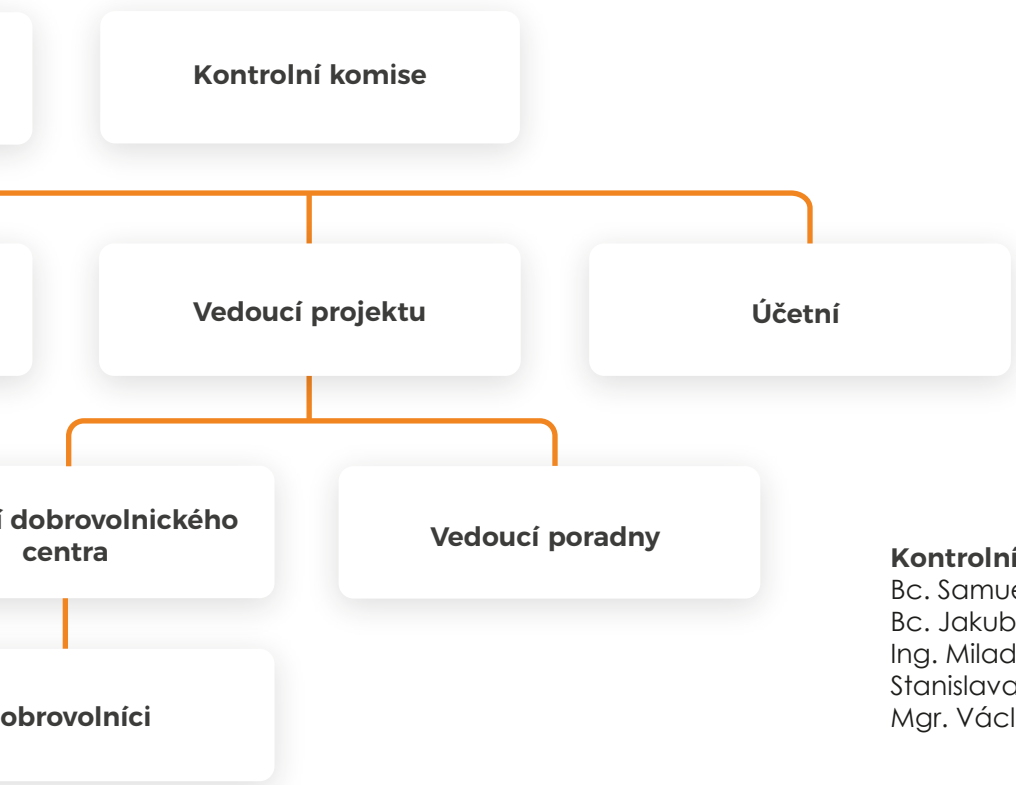 Kontrolní komise
Vedoucí projektu
Účetní
í dobrovolnického
centra
Vedoucí poradny
obrovolníci
Kontrolní
Bc. Samue
Bc. Jakub
Ing. Milad
Stanislava
Mgr. Václ